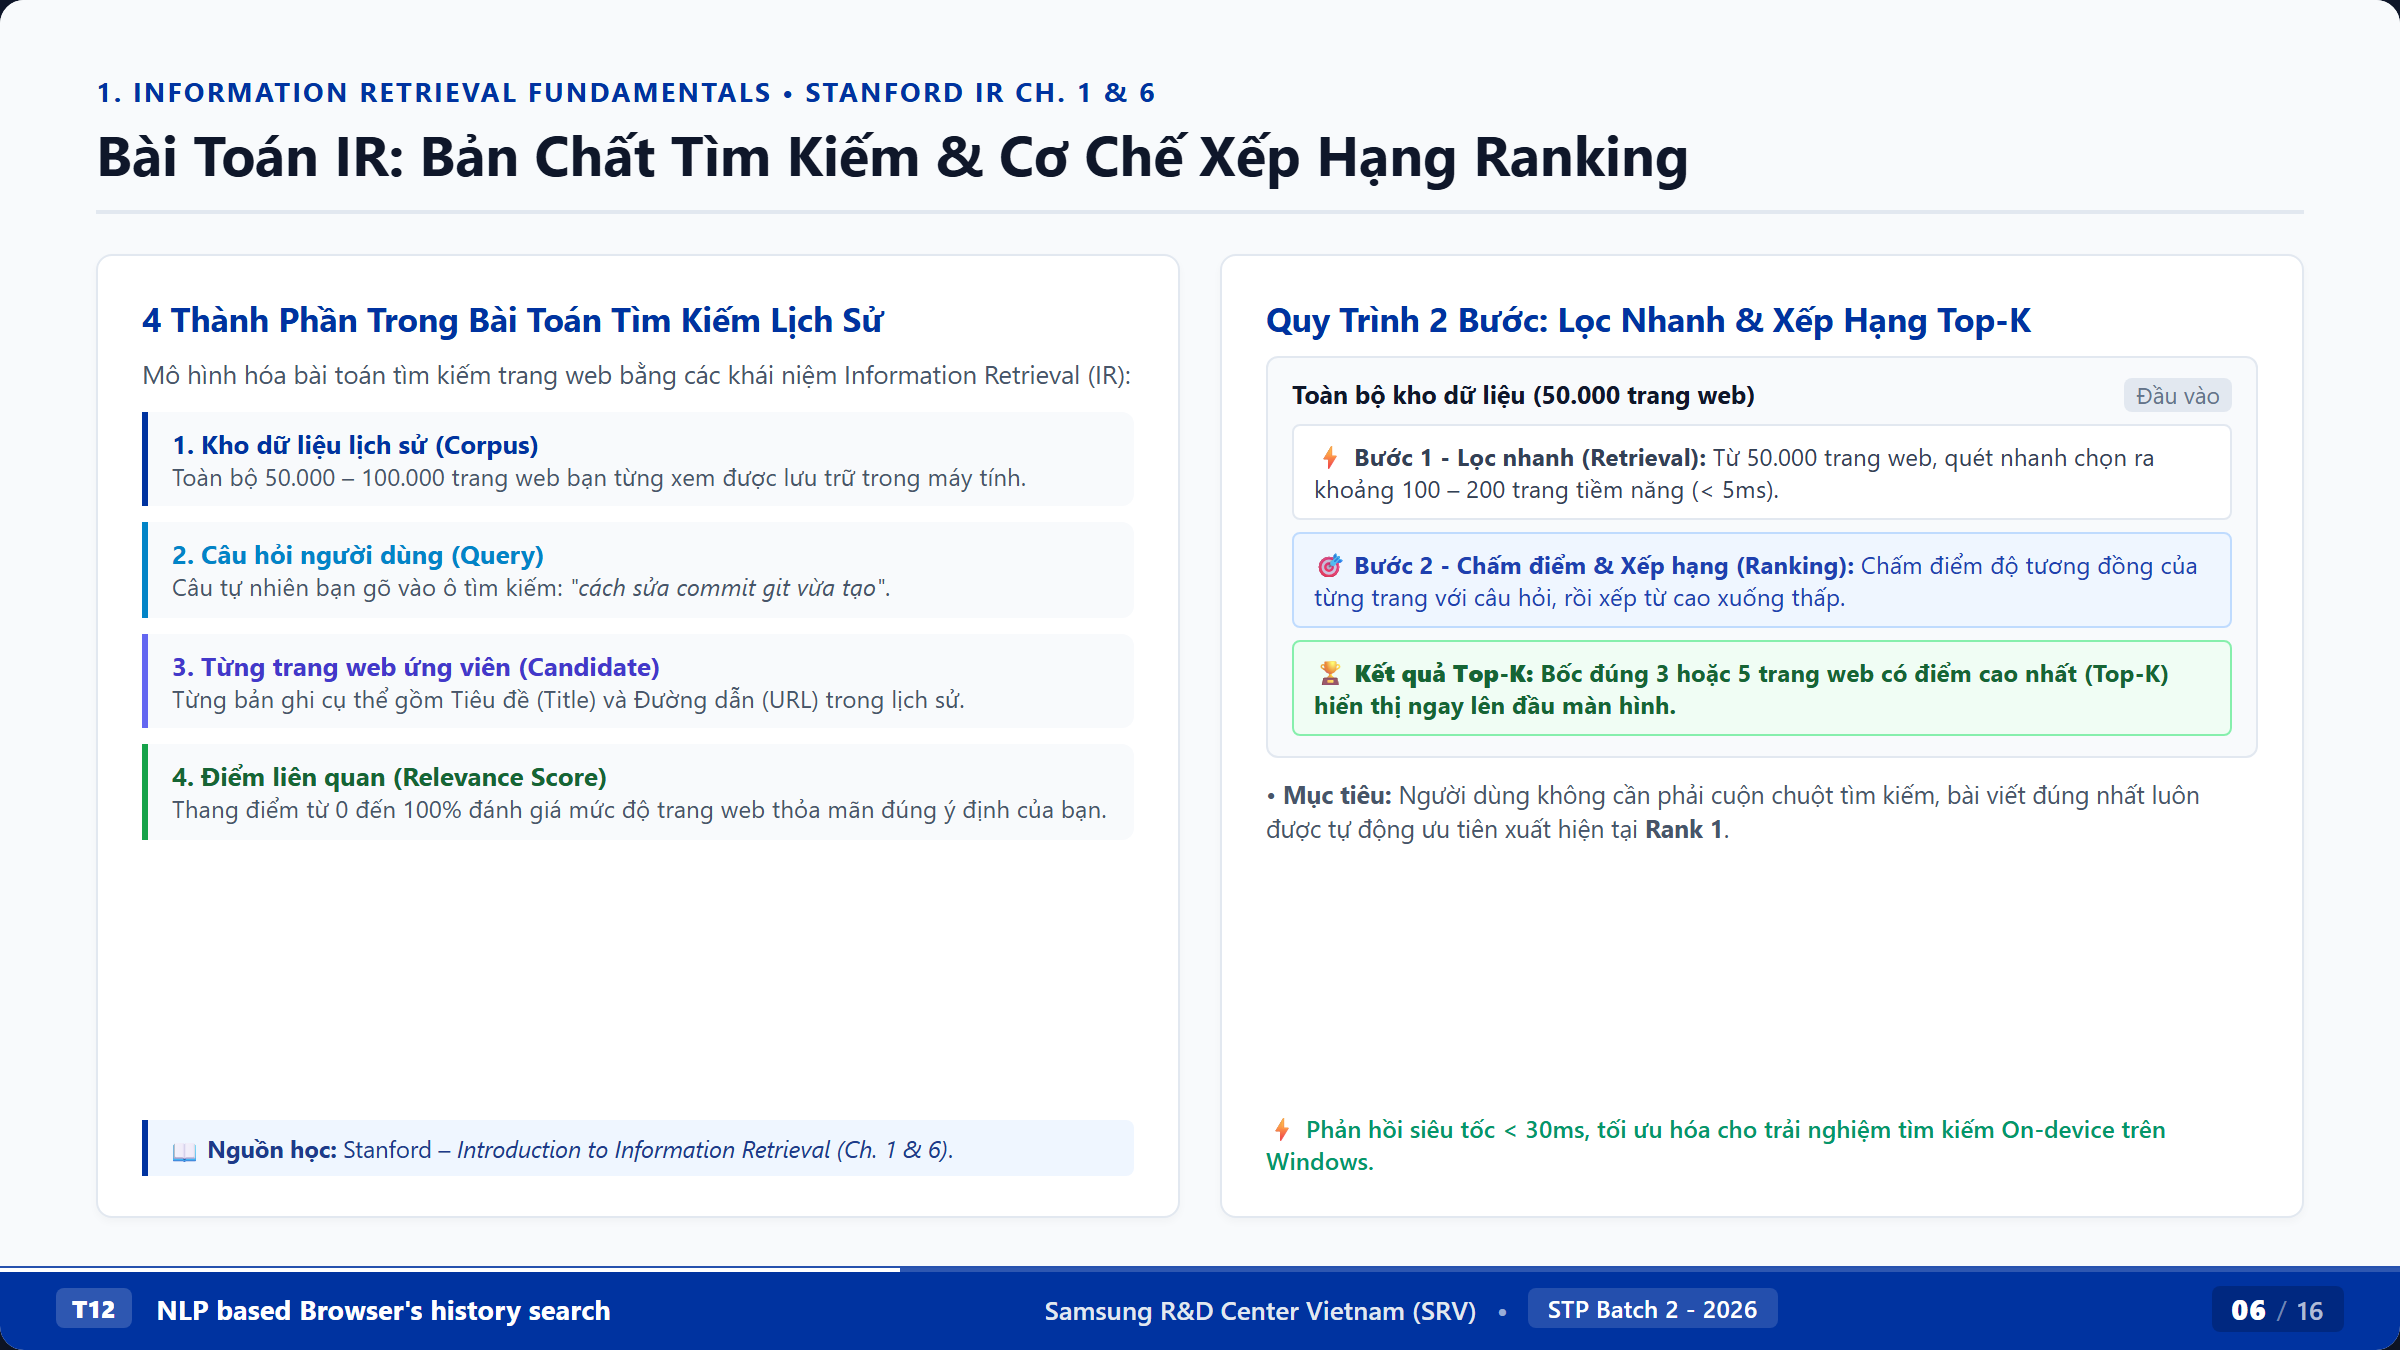 1. INFORMATION RETRIEVAL FUNDAMENTALS • STANFORD IR CH. 1 & 6
Bài Toán IR: Bản Chất Tìm Kiếm & Cơ Chế Xếp Hạng Ranking
4 Thành Phần Trong Bài Toán Tìm Kiếm Lịch Sử
Mô hình hóa bài toán tìm kiếm trang web bằng các khái niệm Information Retrieval (IR):
1. Kho dữ liệu lịch sử (Corpus)
Toàn bộ 50.000 – 100.000 trang web bạn từng xem được lưu trữ trong máy tính.
2. Câu hỏi người dùng (Query)
Câu tự nhiên bạn gõ vào ô tìm kiếm: "cách sửa commit git vừa tạo".
3. Từng trang web ứng viên (Candidate)
Từng bản ghi cụ thể gồm Tiêu đề (Title) và Đường dẫn (URL) trong lịch sử.
4. Điểm liên quan (Relevance Score)
Thang điểm từ 0 đến 100% đánh giá mức độ trang web thỏa mãn đúng ý định của bạn.
📖 Nguồn học: Stanford – Introduction to Information Retrieval (Ch. 1 & 6).
Quy Trình 2 Bước: Lọc Nhanh & Xếp Hạng Top-K
Toàn bộ kho dữ liệu (50.000 trang web)
Đầu vào
⚡ Bước 1 - Lọc nhanh (Retrieval): Từ 50.000 trang web, quét nhanh chọn ra
khoảng 100 – 200 trang tiềm năng (< 5ms).
🎯 Bước 2 - Chấm điểm & Xếp hạng (Ranking): Chấm điểm độ tương đồng của
từng trang với câu hỏi, rồi xếp từ cao xuống thấp.
🏆 Kết quả Top-K: Bốc đúng 3 hoặc 5 trang web có điểm cao nhất (Top-K)
hiển thị ngay lên đầu màn hình.
• Mục tiêu: Người dùng không cần phải cuộn chuột tìm kiếm, bài viết đúng nhất luôn
được tự động ưu tiên xuất hiện tại Rank 1.
⚡ Phản hồi siêu tốc < 30ms, tối ưu hóa cho trải nghiệm tìm kiếm On-device trên
Windows.
T12 NLP based Browser's history search
Samsung R&D Center Vietnam (SRV) • STP Batch 2 - 2026
06 / 16